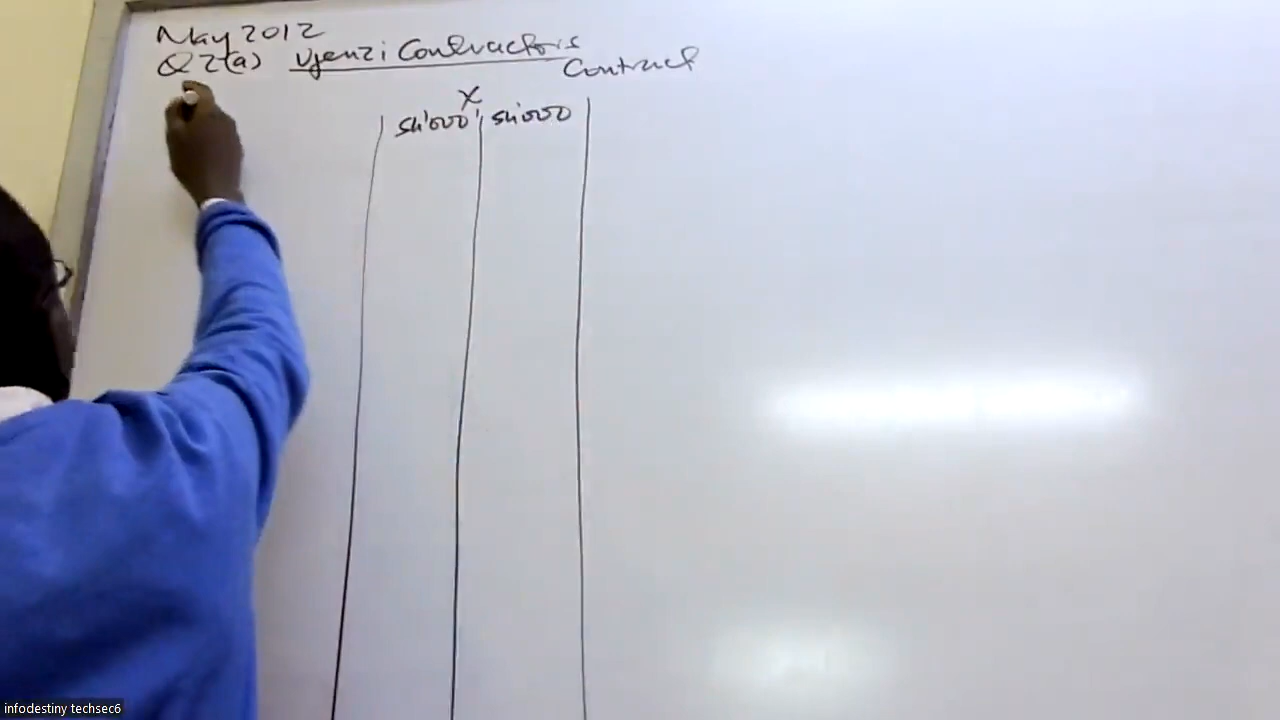 May 2012
Q2(a) Ujenzi Contractors
Contract
X
Sh'000' Sh'000
infodestiny techsec6